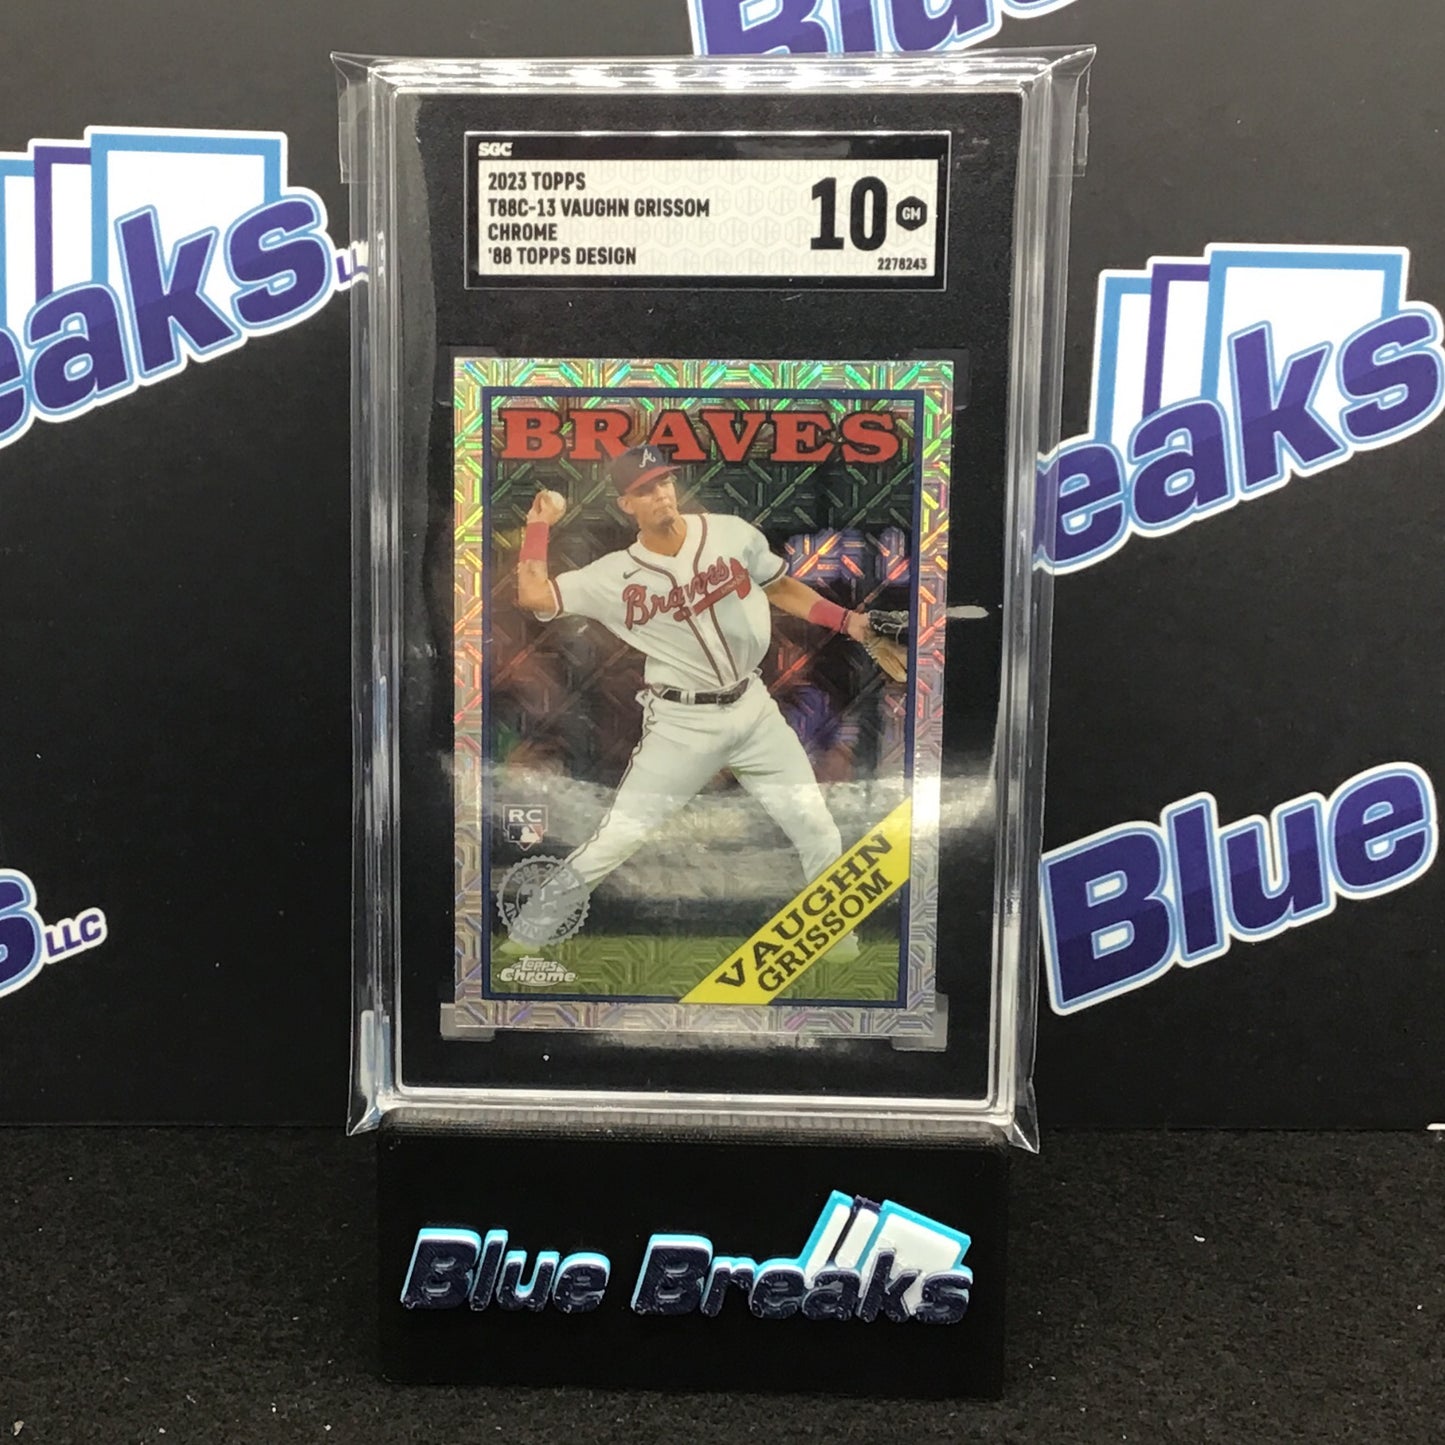 Blue
Breaks
LLC
SGC
2023 TOPPS
T88C-13 VAUGHN GRISSOM
CHROME
'88 TOPPS DESIGN
10 GM
2278243
BRAVES
A
Braves
RC
VAUGHN
GRISSOM
topps
Chrome
eaks
Blue
s LLC
Blue Breaks